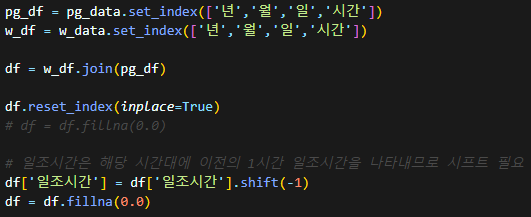 pg_df = pg_data.set_index(['년','월','일','시간'])
w_df = w_data.set_index(['년','월','일','시간'])
df = w_df.join(pg_df)
df.reset_index(inplace=True)
# df = df.fillna(0.0)
# 일조시간은 해당 시간대에 이전의 1시간 일조시간을 나타내므로 시프트 필요
df['일조시간'] = df['일조시간'].shift(-1)
df = df.fillna(0.0)